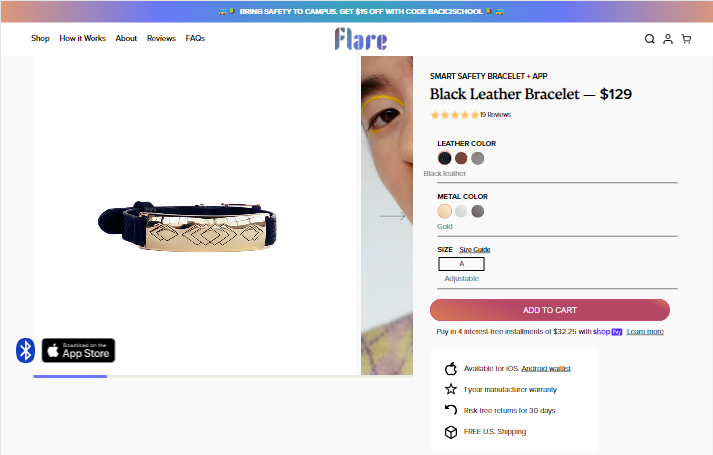 BRING SAFETY TO CAMPUS. GET $15 OFF WITH CODE BACK2SCHOOL
Shop How it Works About Reviews FAQs
Flare
SMART SAFETY BRACELET + APP
Black Leather Bracelet — $129
19 Reviews
LEATHER COLOR
Black leather
METAL COLOR
Gold
SIZE Size Guide
A
Adjustable
ADD TO CART
Pay in 4 interest-free installments of $32.25 with shop Pay Learn more
Download on the
App Store
Available for iOS. Android waitlist
1 year manufacturer warranty
Risk-free returns for 30 days
FREE U.S. Shipping